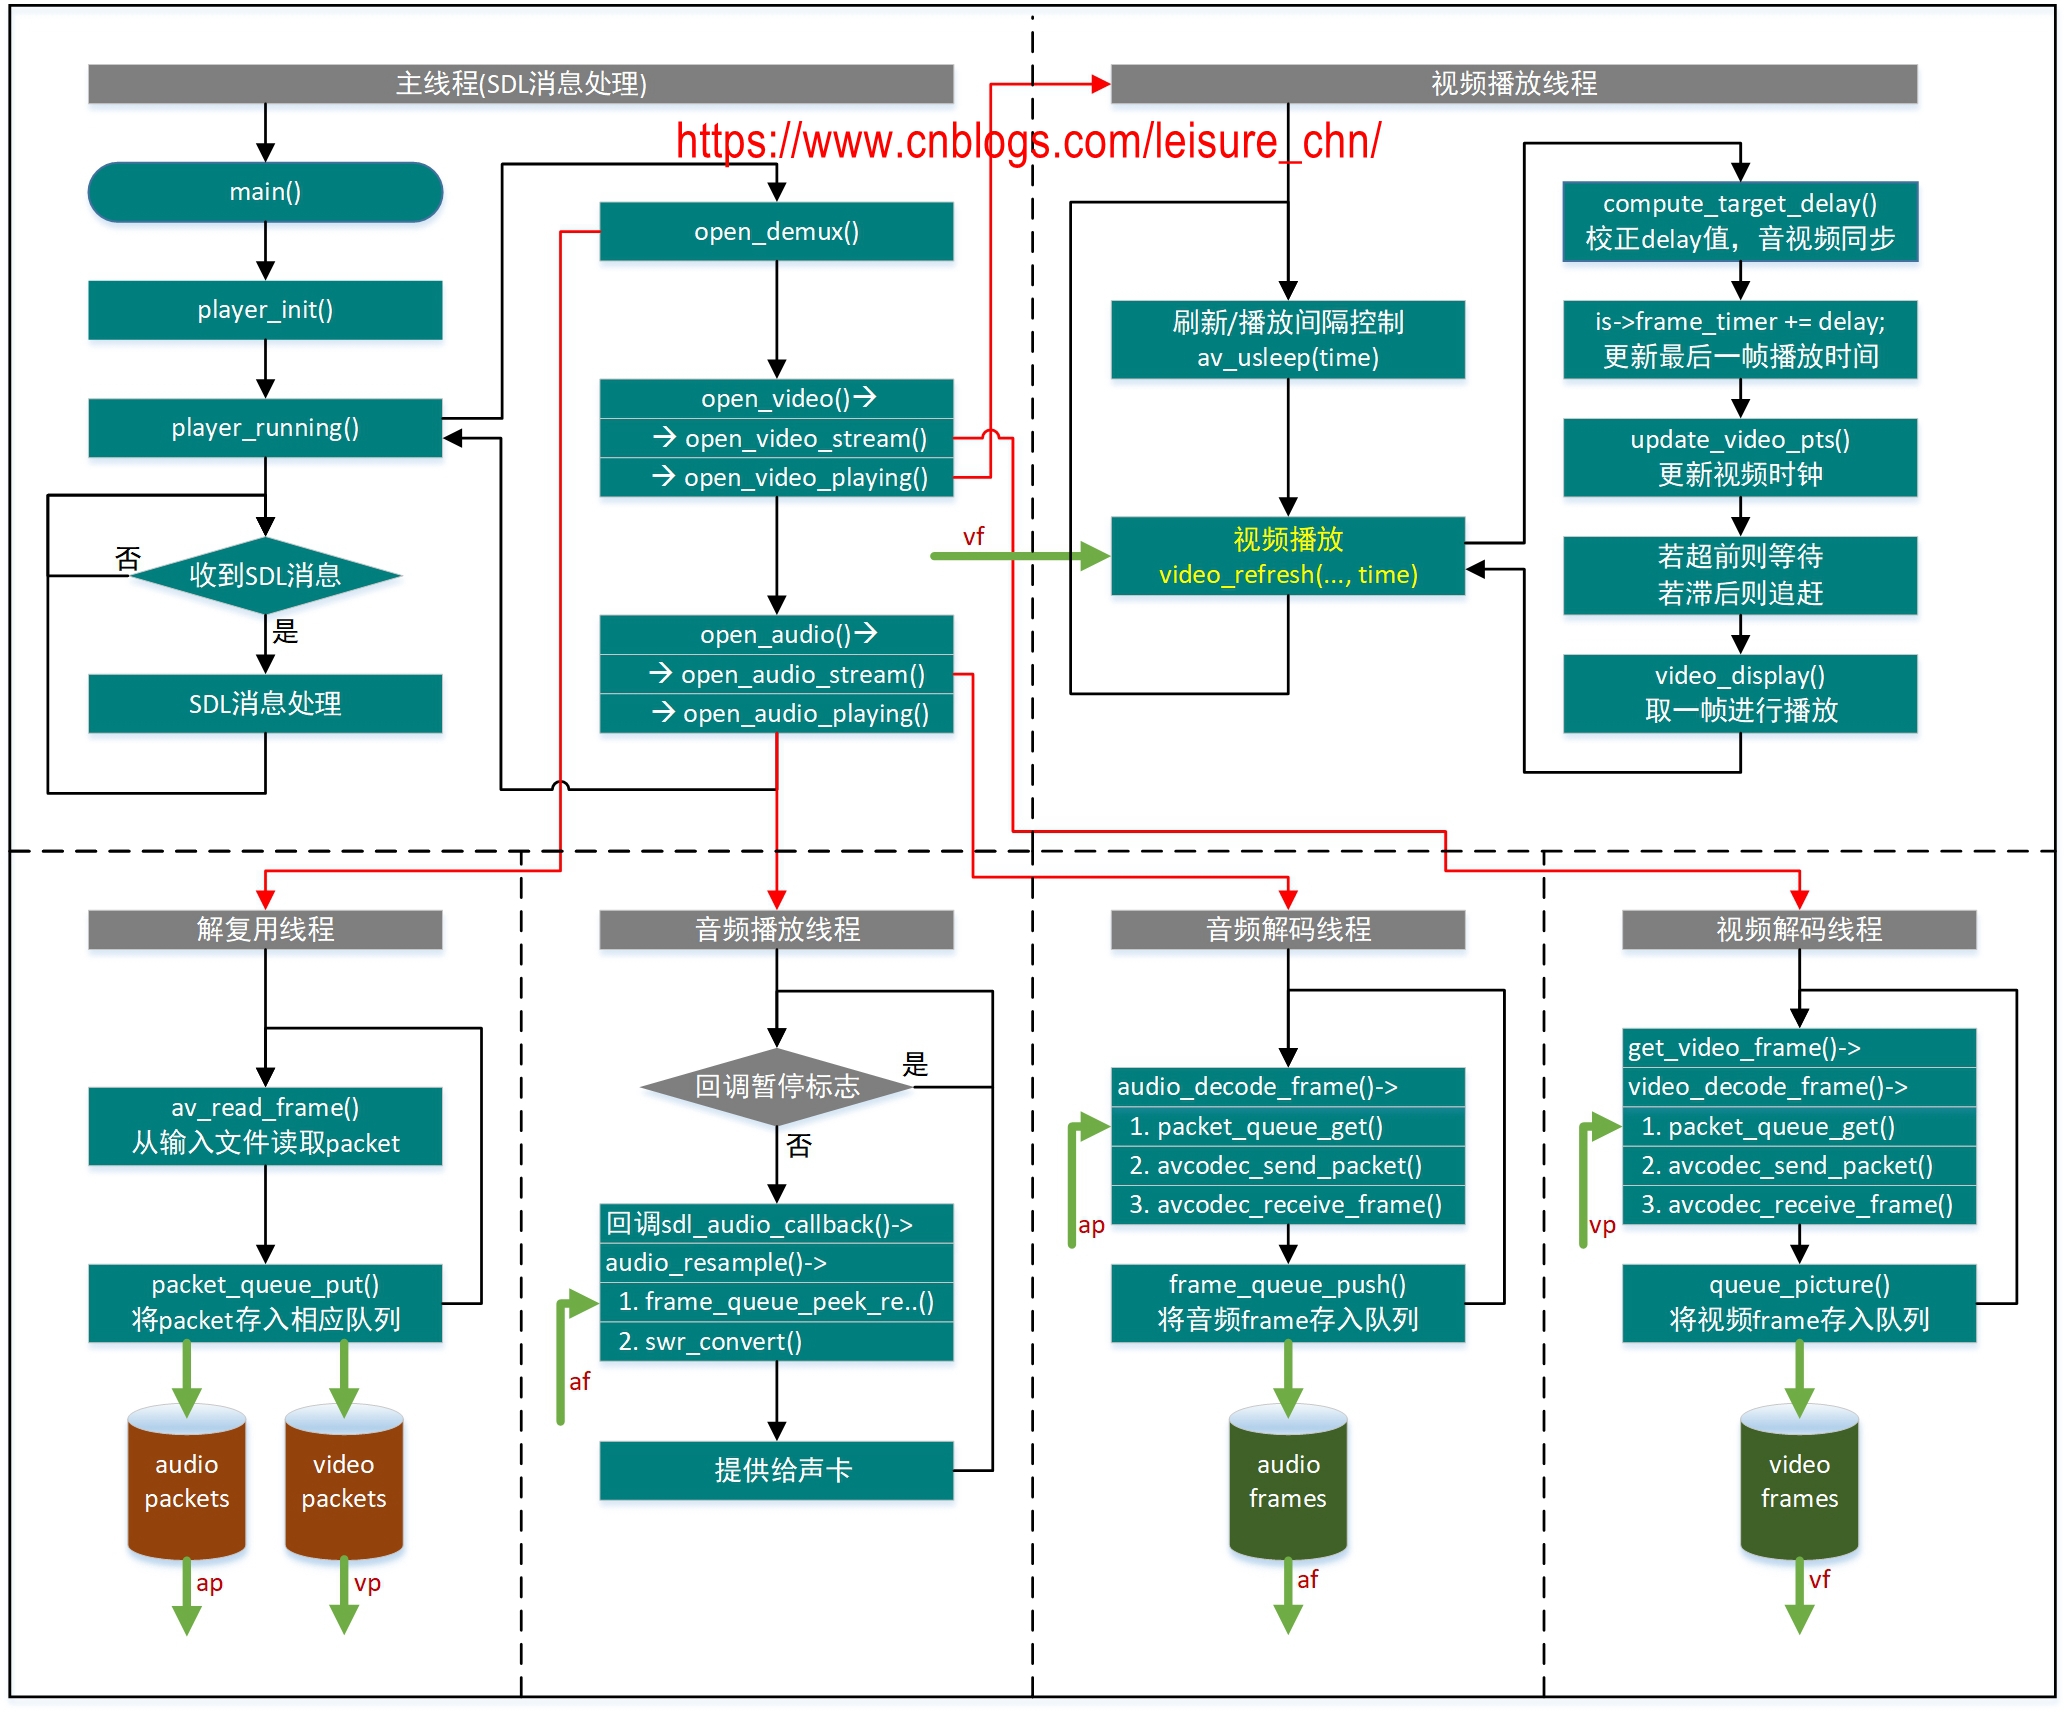 主线程(SDL消息处理)
main()
player_init()
player_running()
否
收到SDL消息
是
SDL消息处理
open_demux()
open_video()→
→ open_video_stream()
→ open_video_playing()
open_audio()→
→ open_audio_stream()
→ open_audio_playing()
https://www.cnblogs.com/leisure_chn/
视频播放线程
刷新/播放间隔控制
av_usleep(time)
vf
视频播放
video_refresh(..., time)
compute_target_delay()
校正delay值，音视频同步
is->frame_timer += delay;
更新最后一帧播放时间
update_video_pts()
更新视频时钟
若超前则等待
若滞后则追赶
video_display()
取一帧进行播放
解复用线程
av_read_frame()
从输入文件读取packet
packet_queue_put()
将packet存入相应队列
audio
packets
video
packets
ap
vp
音频播放线程
回调暂停标志
是
否
回调sdl_audio_callback()->
audio_resample()->
1. frame_queue_peek_re..()
2. swr_convert()
af
提供给声卡
音频解码线程
audio_decode_frame()->
1. packet_queue_get()
2. avcodec_send_packet()
3. avcodec_receive_frame()
ap
frame_queue_push()
将音频frame存入队列
audio
frames
af
视频解码线程
get_video_frame()->
video_decode_frame()->
1. packet_queue_get()
2. avcodec_send_packet()
3. avcodec_receive_frame()
vp
queue_picture()
将视频frame存入队列
video
frames
vf